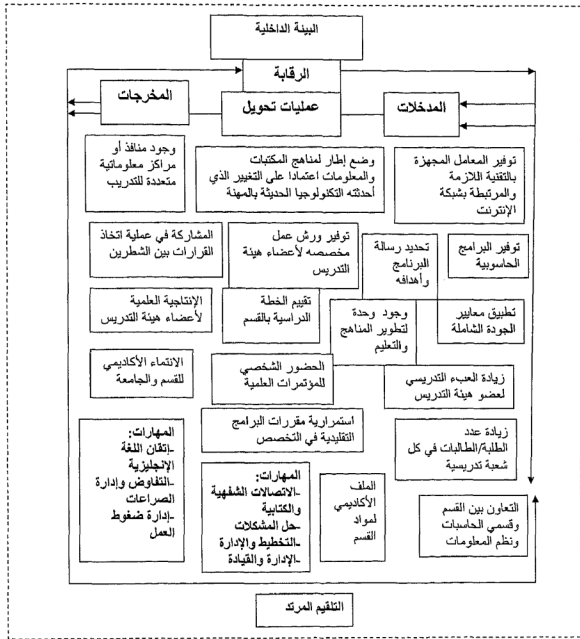 البيئة الداخلية
الرقابة
المدخلات
عمليات تحويل
المخرجات
توفير المعامل المجهزة
بالتقنية اللازمة
والمرتبطة بشبكة
الإنترنت
وضع إطار لمناهج المكتبات
والمعلومات اعتمادا على التغيير الذي
أحدثته التكنولوجيا الحديثة بالمهنة
وجود منافذ أو
مراكز معلوماتية
متعددة للتدريب
توفير البرامج
الحاسوبية
تحديد رسالة
البرنامج
وأهدافه
توفير ورش عمل
مخصصه لأعضاء هيئة
التدريس
المشاركة في عملية اتخاذ
القرارات بين الشطرين
تطبيق معايير
الجودة الشاملة
وجود وحدة
لتطوير المناهج
والتعليم
تقييم الخطة
الدراسية بالقسم
الإنتاجية العلمية
لأعضاء هيئة التدريس
زيادة العبء التدريسي
لعضو هيئة التدريس
الحضور الشخصي
للمؤتمرات العلمية
الانتماء الأكاديمي
للقسم والجامعة
زيادة عدد
الطلبة/الطالبات في كل
شعبة تدريسية
استمرارية مقررات البرامج
التقليدية في التخصص
المهارات:
-إتقان اللغة
الإنجليزية
-التفاوض وإدارة
الصراعات
-إدارة ضغوط
العمل
التعاون بين القسم
وقسمي الحاسبات
ونظم المعلومات
الملف
الأكاديمي
لمواد
القسم
المهارات:
-الاتصالات الشفهية
والكتابية
-حل المشكلات
-التخطيط والإدارة
-الإدارة والقيادة
التلقيم المرتد